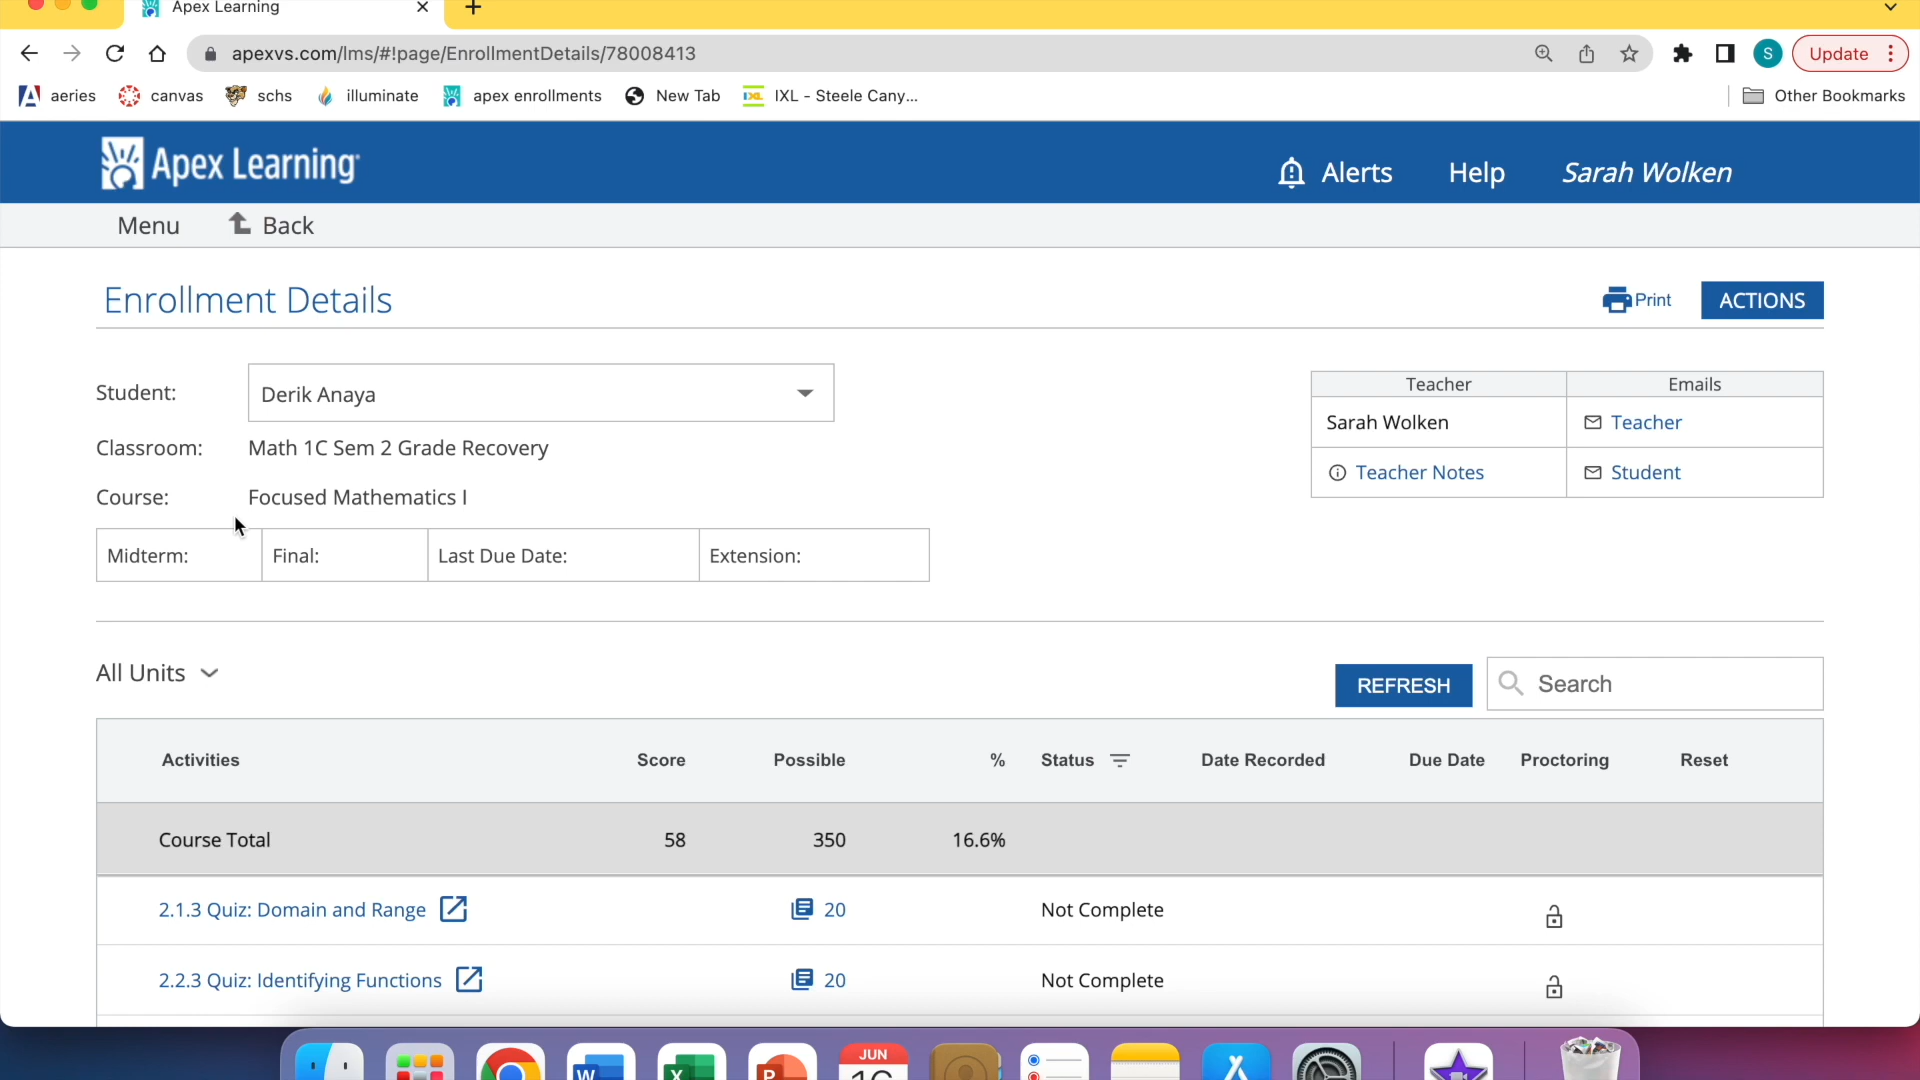 Apex Learning
apexvs.com/lms/#!page/EnrollmentDetails/78008413
S
Update
aeries
canvas
schs
illuminate
apex enrollments
New Tab
IXL
IXL - Steele Cany...
Other Bookmarks
Apex Learning
Alerts
Help
Sarah Wolken
Menu
Back
Enrollment Details
Print
ACTIONS
Student: Derik Anaya
Teacher Emails
Sarah Wolken Teacher
Classroom: Math 1C Sem 2 Grade Recovery
Teacher Notes Student
Course: Focused Mathematics I
Midterm: Final: Last Due Date: Extension:
All Units
REFRESH
Search
Activities Score Possible % Status Date Recorded Due Date Proctoring Reset
Course Total 58 350 16.6%
2.1.3 Quiz: Domain and Range 20 Not Complete
2.2.3 Quiz: Identifying Functions 20 Not Complete
JUN
W
X
P